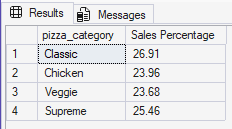 Results Messages
pizza_category Sales Percentage
1 Classic 26.91
2 Chicken 23.96
3 Veggie 23.68
4 Supreme 25.46